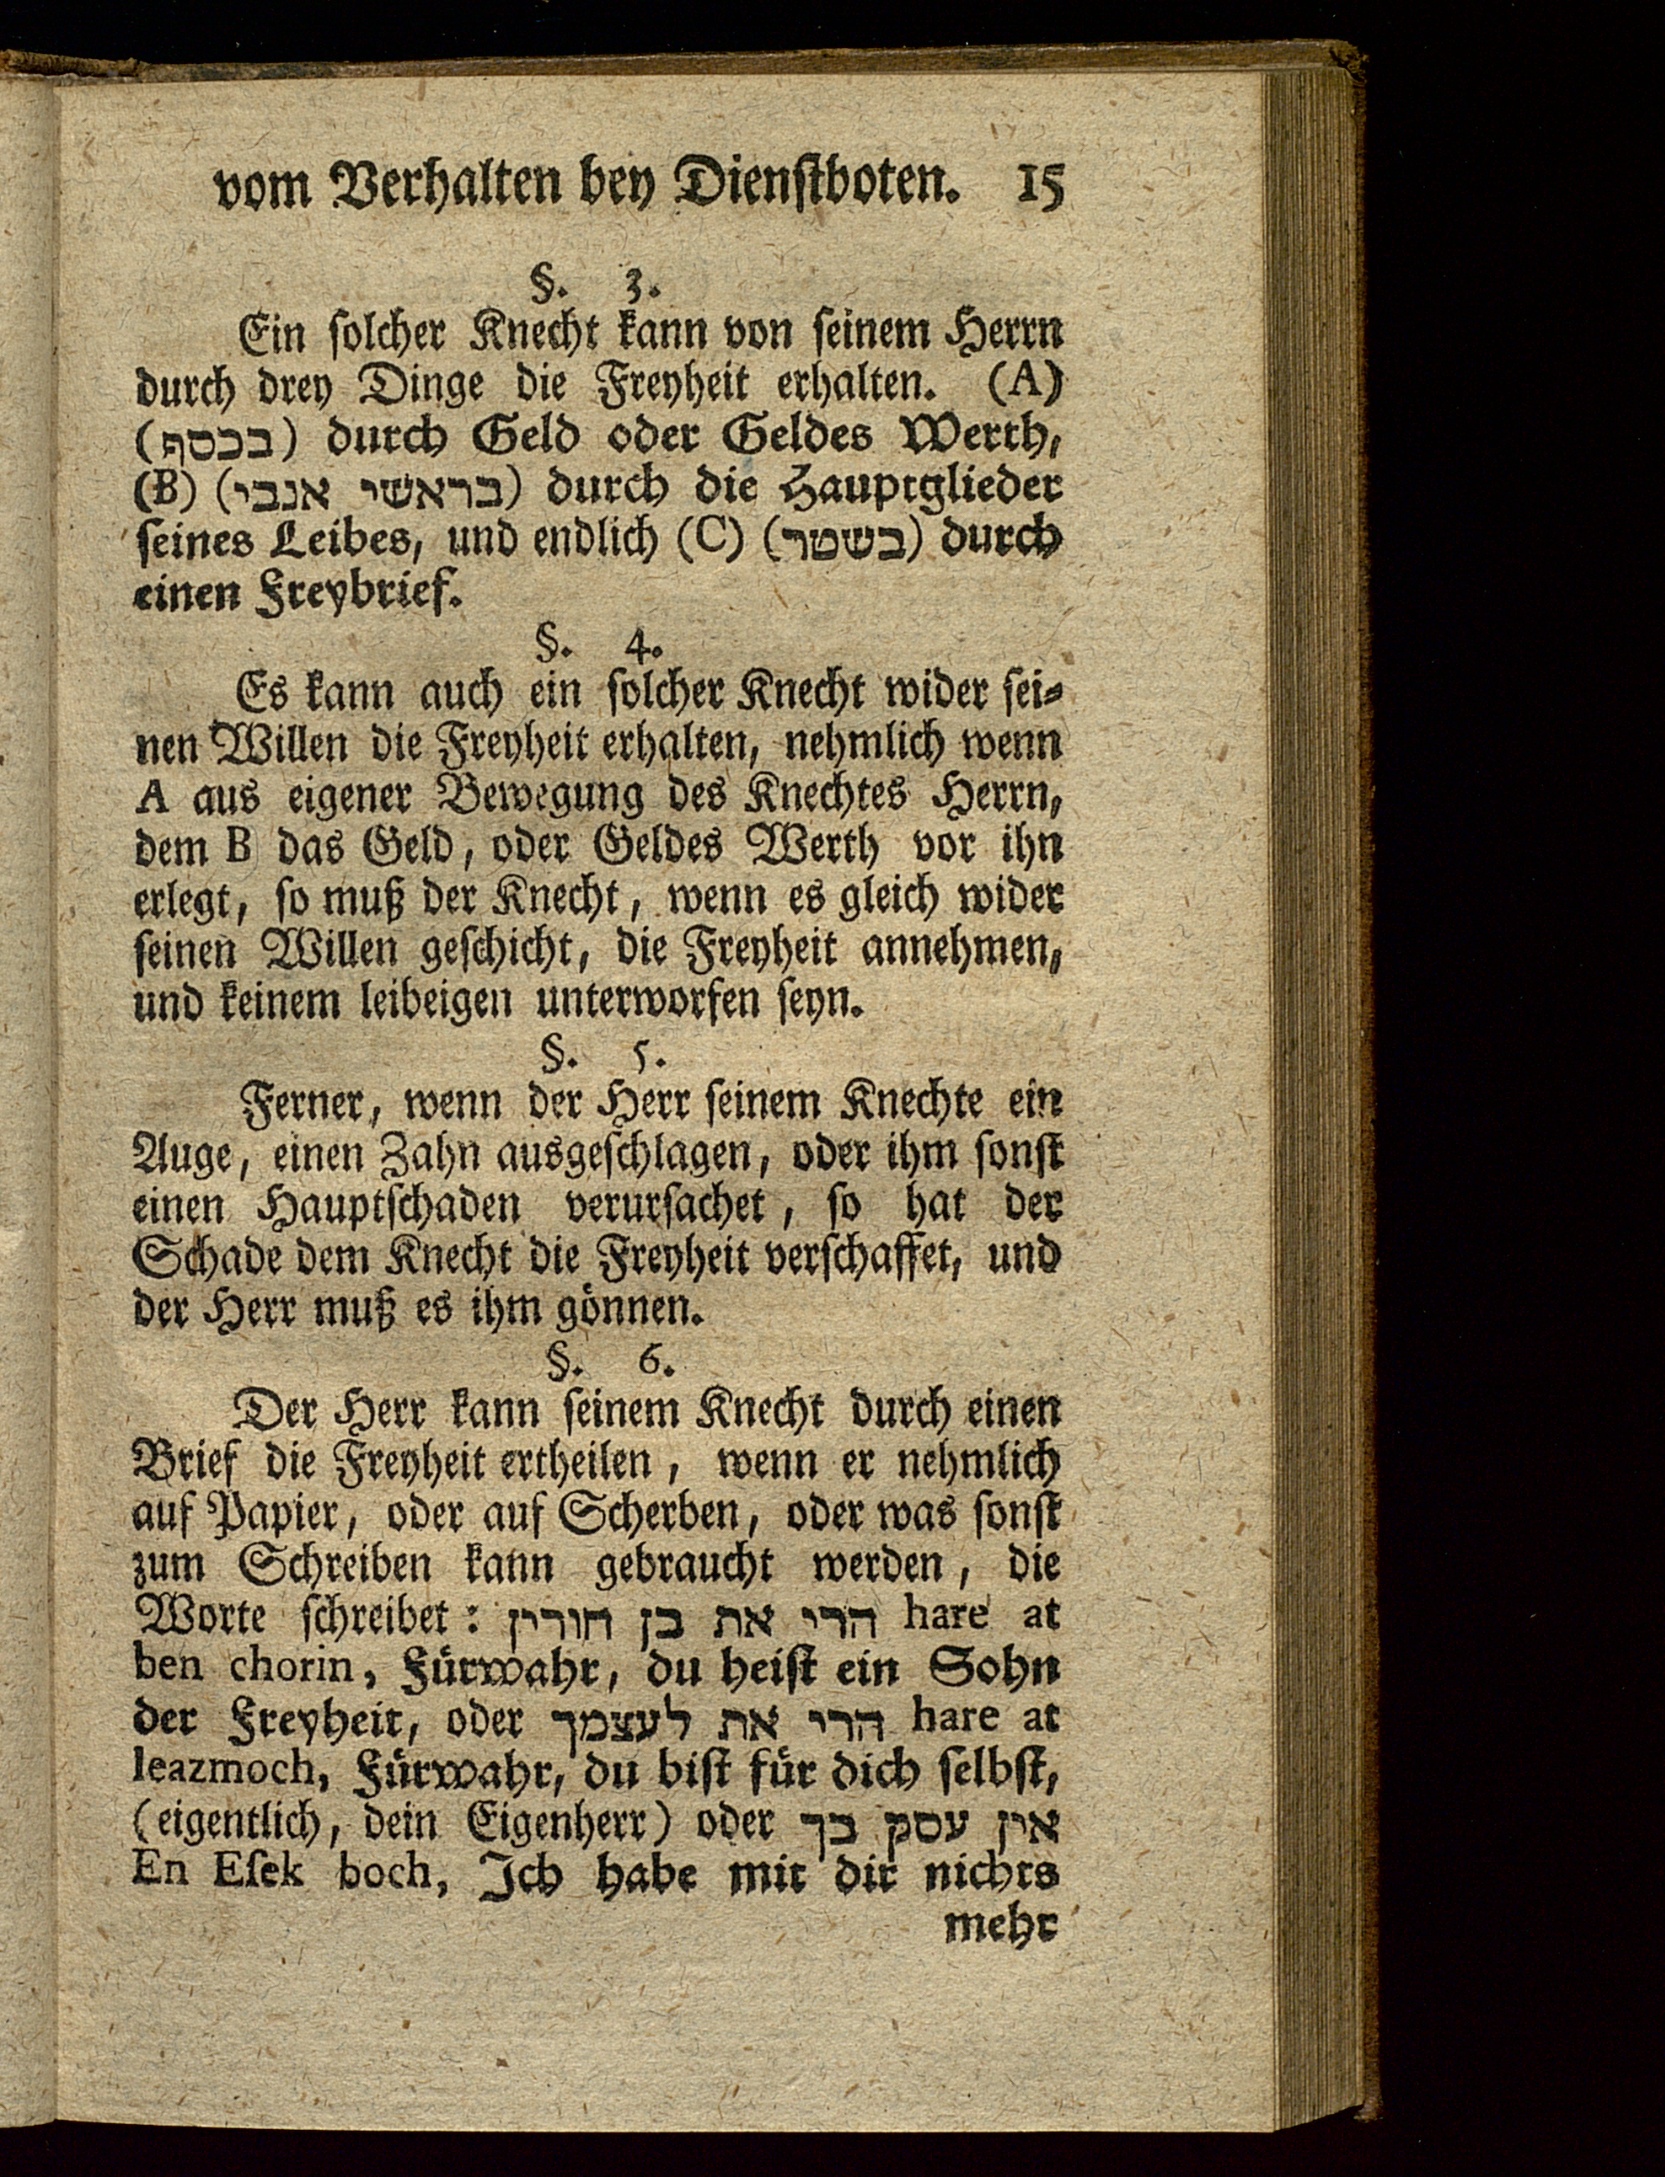 vom Verhalten bey Dienſtboten. 15
§. 3.
Ein ſolcher Knecht kann von ſeinem Herrn
durch drey Dinge die Freyheit erhalten. (A)
(בכסף) durch Geld oder Geldes Werth,
(B) (בראשי אנבי) durch die Hauptglieder
ſeines Leibes, und endlich (C) (בשטר) durch
einen Freybrief.
§. 4.
Es kann auch ein ſolcher Knecht wider ſei⸗
nen Willen die Freyheit erhalten, nehmlich wenn
A aus eigener Bewegung des Knechtes Herrn,
dem B das Geld, oder Geldes Werth vor ihn
erlegt, ſo muß der Knecht, wenn es gleich wider
ſeinen Willen geſchicht, die Freyheit annehmen,
und keinem leibeigen unterworfen ſeyn.
§. 5.
Ferner, wenn der Herr ſeinem Knechte ein
Auge, einen Zahn ausgeſchlagen, oder ihm ſonſt
einen Hauptſchaden verurſachet, ſo hat der
Schade dem Knecht die Freyheit verſchaffet, und
der Herr muß es ihm gönnen.
§. 6.
Der Herr kann ſeinem Knecht durch einen
Brief die Freyheit ertheilen, wenn er nehmlich
auf Papier, oder auf Scherben, oder was ſonſt
zum Schreiben kann gebraucht werden, die
Worte ſchreibet: הרי את בן חורין hare at
ben chorin, Fürwahr, du heiſt ein Sohn
der Freyheit, oder הרי את לעצמך hare at
leazmoch, Fürwahr, du biſt für dich ſelbſt,
(eigentlich, dein Eigenherr) oder אין עסק בך
En Eſek boch, Ich habe mit dir nichts
mehr